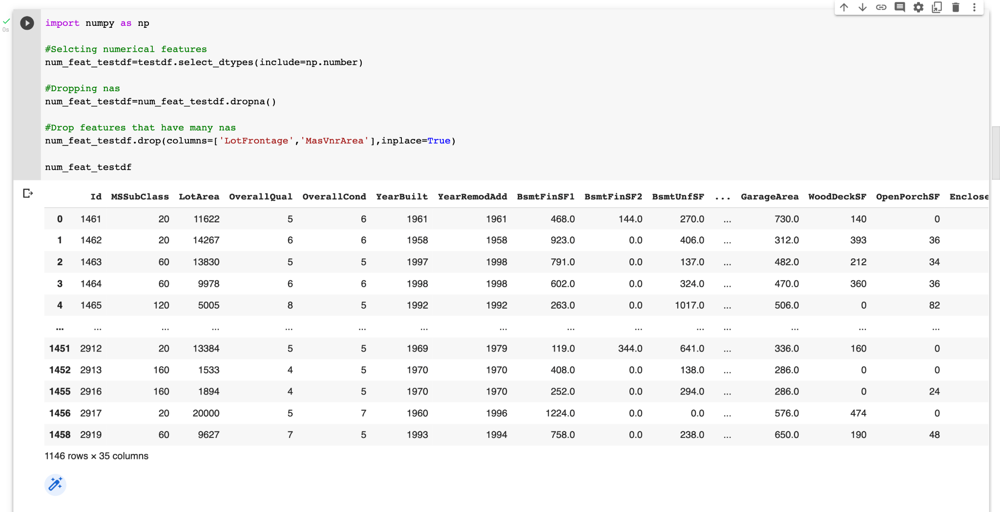 import numpy as np
0s
#Selcting numerical features
num_feat_testdf=testdf.select_dtypes(include=np.number)
#Dropping nas
num_feat_testdf=num_feat_testdf.dropna()
#Drop features that have many nas
num_feat_testdf.drop(columns=['LotFrontage','MasVnrArea'],inplace=True)
num_feat_testdf
Id MSSubClass LotArea OverallQual OverallCond YearBuilt YearRemodAdd BsmtFinSF1 BsmtFinSF2 BsmtUnfSF ... GarageArea WoodDeckSF OpenPorchSF Enclose
0 1461 20 11622 5 6 1961 1961 468.0 144.0 270.0 ... 730.0 140 0
1 1462 20 14267 6 6 1958 1958 923.0 0.0 406.0 ... 312.0 393 36
2 1463 60 13830 5 5 1997 1998 791.0 0.0 137.0 ... 482.0 212 34
3 1464 60 9978 6 6 1998 1998 602.0 0.0 324.0 ... 470.0 360 36
4 1465 120 5005 8 5 1992 1992 263.0 0.0 1017.0 ... 506.0 0 82
... ... ... ... ... ... ... ... ... ... ... ... ... ... ...
1451 2912 20 13384 5 5 1969 1979 119.0 344.0 641.0 ... 336.0 160 0
1452 2913 160 1533 4 5 1970 1970 408.0 0.0 138.0 ... 286.0 0 0
1455 2916 160 1894 4 5 1970 1970 252.0 0.0 294.0 ... 286.0 0 24
1456 2917 20 20000 5 7 1960 1996 1224.0 0.0 0.0 ... 576.0 474 0
1458 2919 60 9627 7 5 1993 1994 758.0 0.0 238.0 ... 650.0 190 48
1146 rows × 35 columns